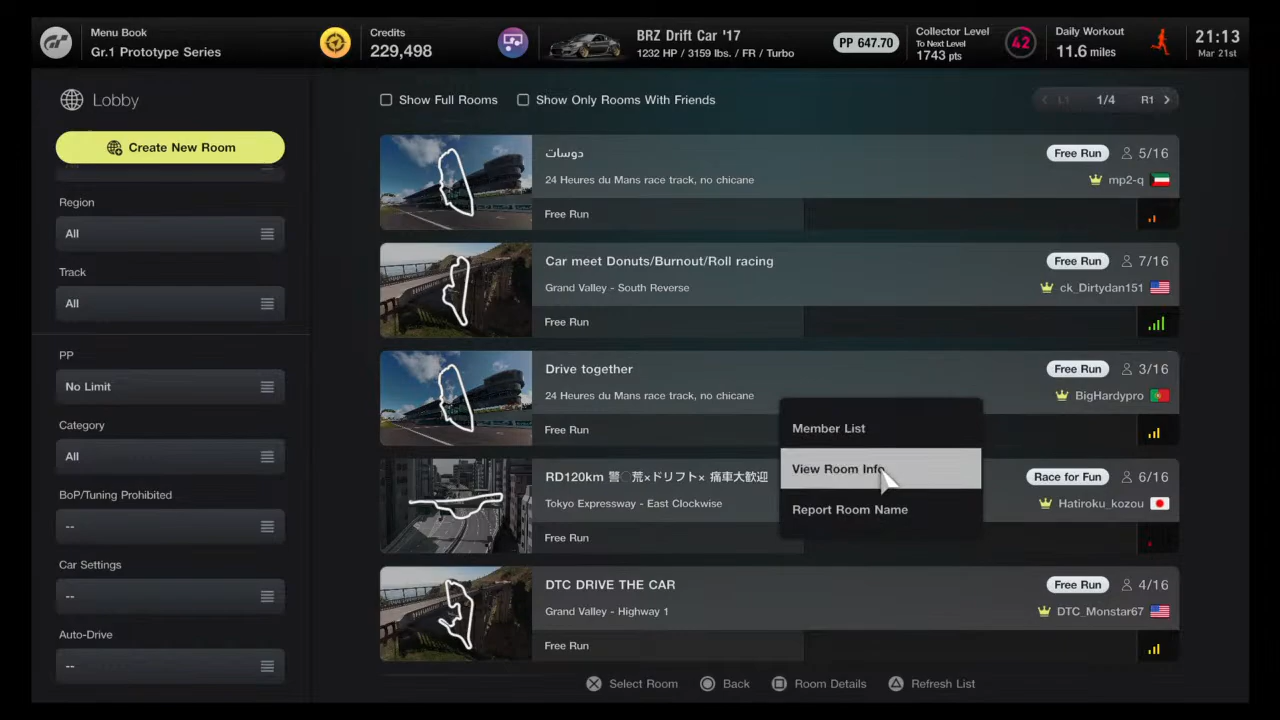 Menu Book
Gr.1 Prototype Series
Credits
229,498
BRZ Drift Car '17
1232 HP / 3159 lbs. / FR / Turbo
PP 647.70
Collector Level
To Next Level
1743 pts
42
Daily Workout
11.6 miles
21:13
Mar 21st
Lobby
Show Full Rooms
Show Only Rooms With Friends
L1
1/4
R1
Create New Room
Region
All
Track
All
PP
No Limit
Category
All
BoP/Tuning Prohibited
--
Car Settings
--
Auto-Drive
--
دوسات
Free Run
5/16
24 Heures du Mans race track, no chicane
mp2-q
Free Run
Car meet Donuts/Burnout/Roll racing
Free Run
7/16
Grand Valley - South Reverse
ck_Dirtydan151
Free Run
Drive together
Free Run
3/16
24 Heures du Mans race track, no chicane
BigHardypro
Free Run
Member List
View Room Info
Report Room Name
RD120km 警◯荒×ドリフト× 痛車大歓迎
Race for Fun
6/16
Tokyo Expressway - East Clockwise
Hatiroku_kozou
Free Run
DTC DRIVE THE CAR
Free Run
4/16
Grand Valley - Highway 1
DTC_Monstar67
Free Run
Select Room
Back
Room Details
Refresh List